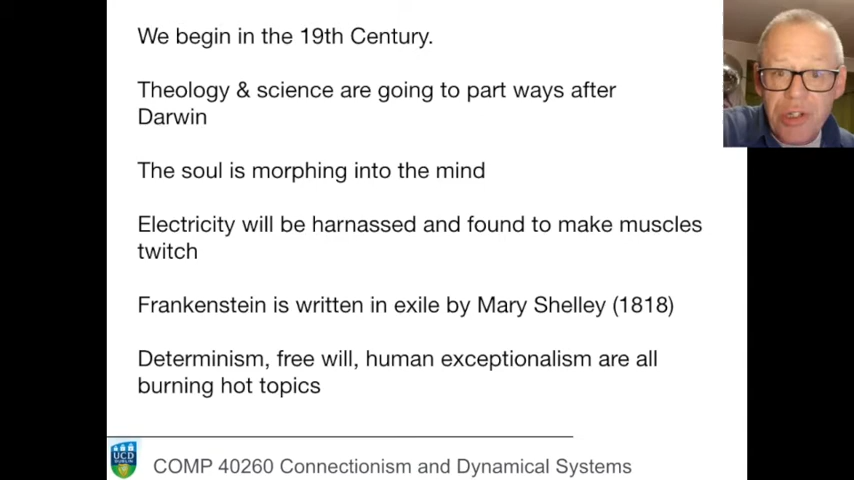 We begin in the 19th Century.
Theology & science are going to part ways after
Darwin
The soul is morphing into the mind
Electricity will be harnassed and found to make muscles
twitch
Frankenstein is written in exile by Mary Shelley (1818)
Determinism, free will, human exceptionalism are all
burning hot topics
UCD
DUBLIN
COMP 40260 Connectionism and Dynamical Systems